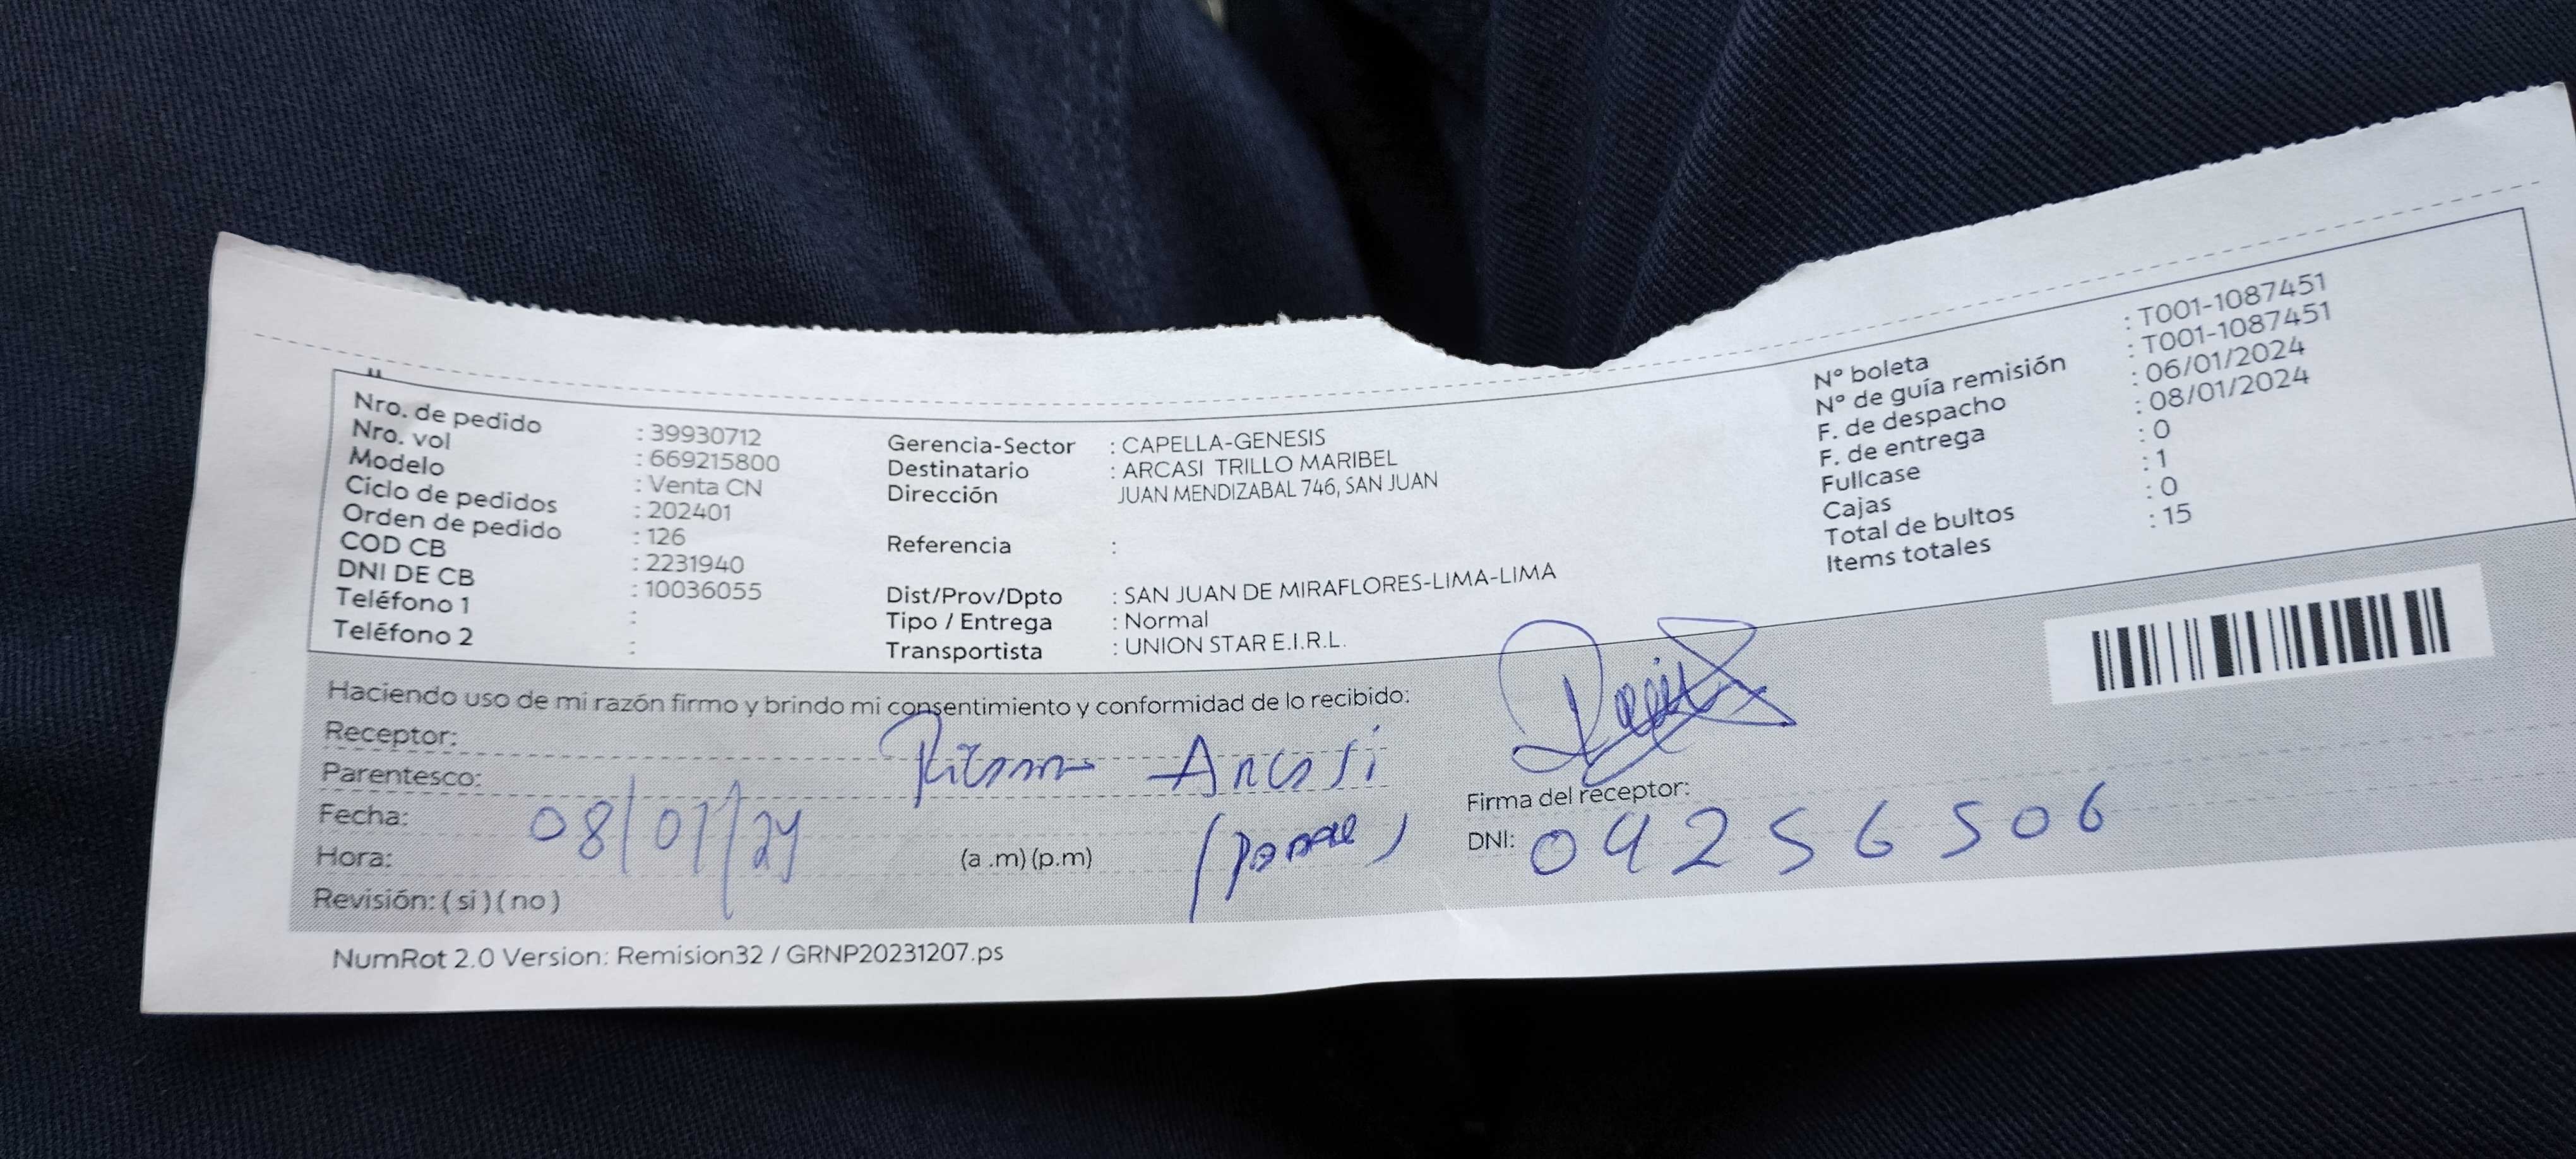 Nro. de pedido : 39930712
Nro. vol : 669215800
Modelo : Venta CN
Ciclo de pedidos : 202401
Orden de pedido : 126
COD CB : 2231940
DNI DE CB : 10036055
Teléfono 1 :
Teléfono 2 :
Gerencia-Sector : CAPELLA-GENESIS
Destinatario : ARCASI TRILLO MARIBEL
Dirección JUAN MENDIZABAL 746, SAN JUAN
Referencia :
Dist/Prov/Dpto : SAN JUAN DE MIRAFLORES-LIMA-LIMA
Tipo / Entrega : Normal
Transportista : UNION STAR E.I.R.L.
N° boleta : T001-1087451
N° de guía remisión : T001-1087451
F. de despacho : 06/01/2024
F. de entrega : 08/01/2024
Fullcase : 0
Cajas : 1
Total de bultos : 0
Items totales : 15
Haciendo uso de mi razón firmo y brindo mi consentimiento y conformidad de lo recibido:
Receptor: Arcasi
Parentesco:
Fecha: 08/01/24
Hora: (a .m) (p.m)
Revisión: ( si ) ( no )
Firma del receptor:
DNI: 04256506
NumRot 2.0 Version: Remision32 / GRNP20231207.ps